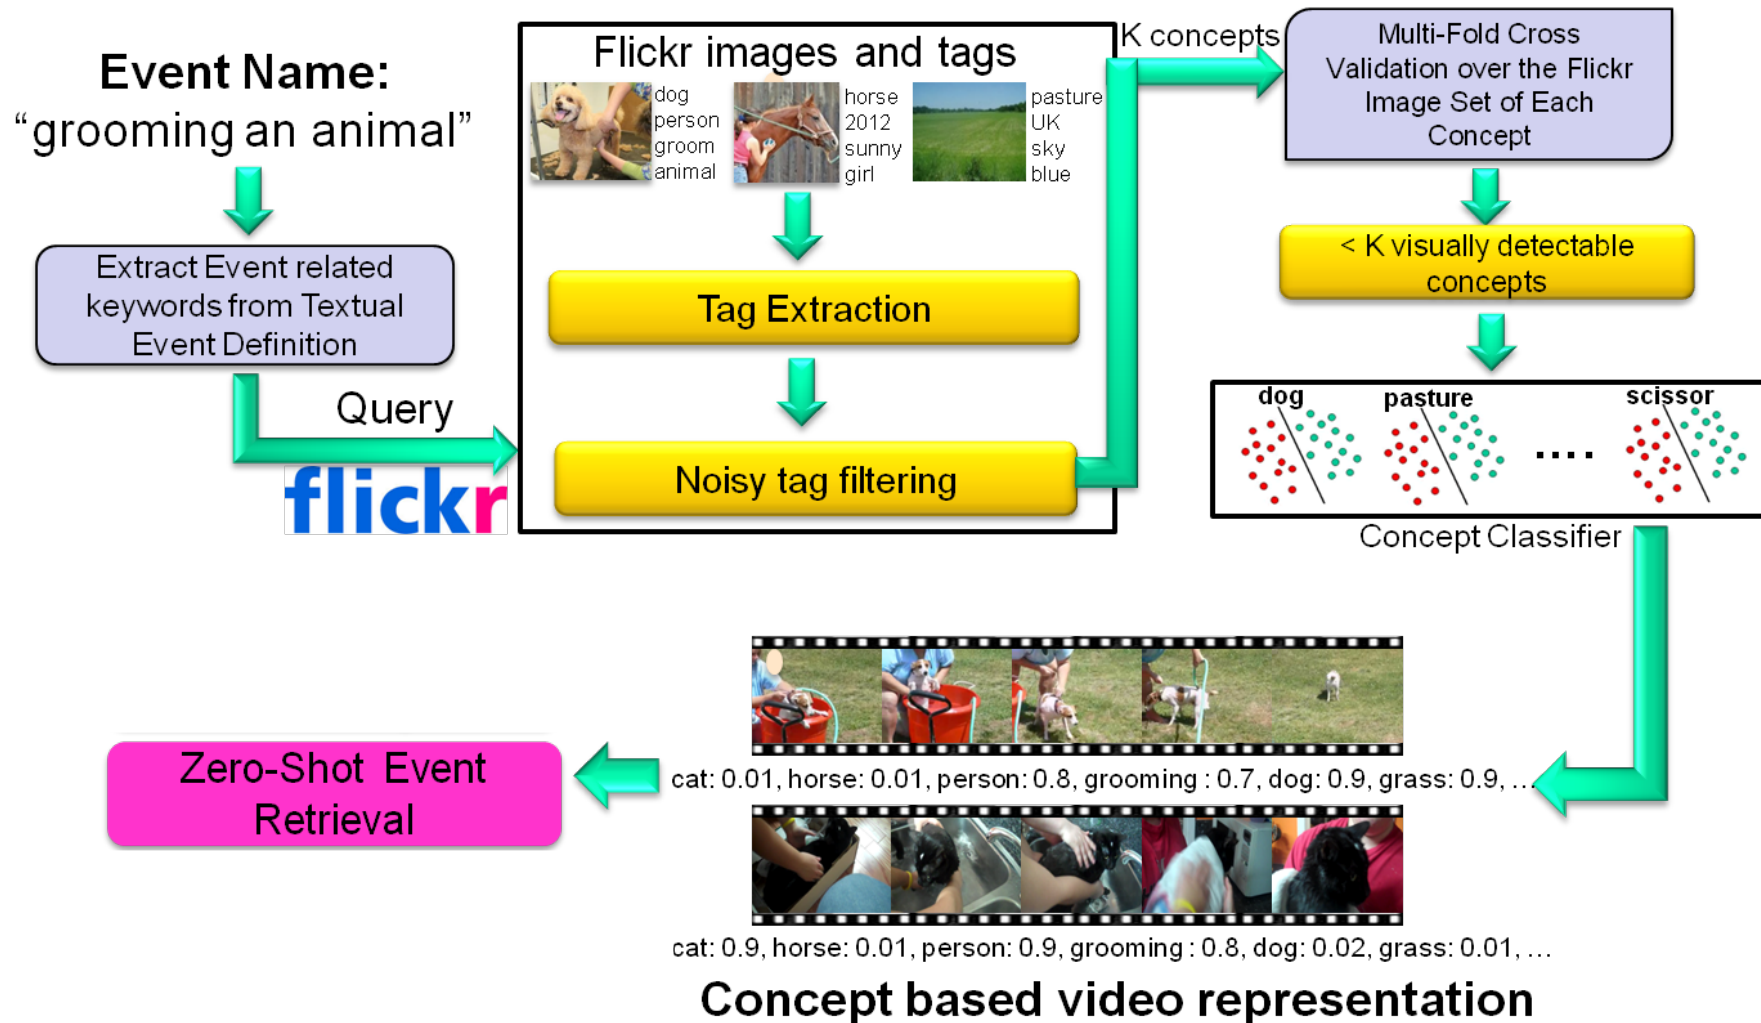 Event Name:
“grooming an animal”
Extract Event related
keywords from Textual
Event Definition
Query
flickr
Flickr images and tags
dog
person
groom
animal
horse
2012
sunny
girl
pasture
UK
sky
blue
Tag Extraction
Noisy tag filtering
K concepts
Multi-Fold Cross
Validation over the Flickr
Image Set of Each
Concept
< K visually detectable
concepts
dog pasture scissor
....
Concept Classifier
cat: 0.01, horse: 0.01, person: 0.8, grooming : 0.7, dog: 0.9, grass: 0.9, ...
cat: 0.9, horse: 0.01, person: 0.9, grooming : 0.8, dog: 0.02, grass: 0.01, ...
Concept based video representation
Zero-Shot Event
Retrieval